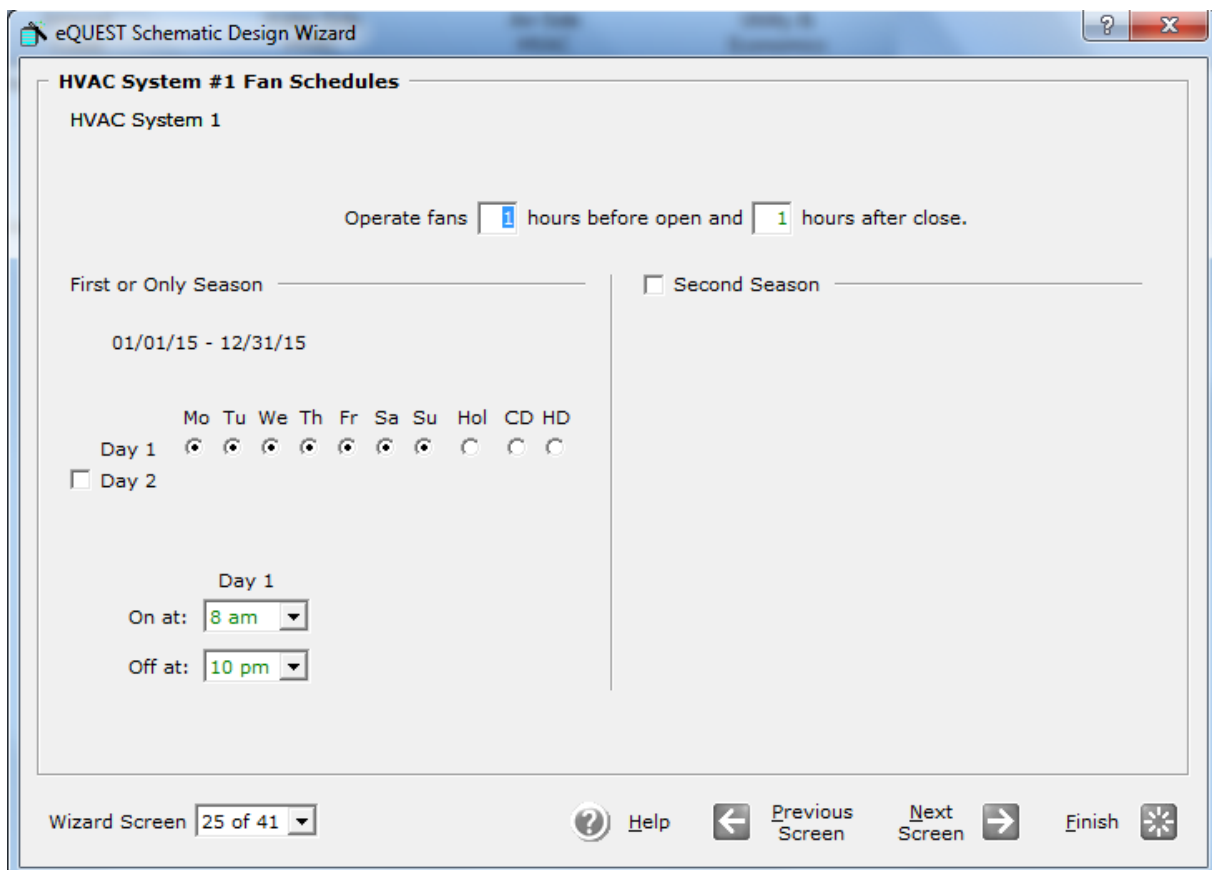 eQUEST Schematic Design Wizard
HVAC System #1 Fan Schedules
HVAC System 1
Operate fans 1 hours before open and 1 hours after close.
First or Only Season
Second Season
01/01/15 - 12/31/15
Mo Tu We Th Fr Sa Su Hol CD HD
Day 1
Day 2
Day 1
On at: 8 am
Off at: 10 pm
Wizard Screen 25 of 41
Help
Previous Screen
Next Screen
Finish